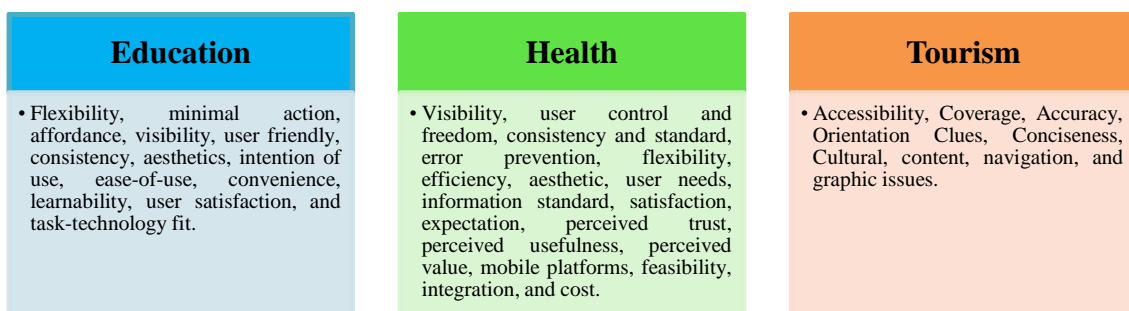 Education
• Flexibility, minimal action,
affordance, visibility, user friendly,
consistency, aesthetics, intention of
use, ease-of-use, convenience,
learnability, user satisfaction, and
task-technology fit.
Health
• Visibility, user control and
freedom, consistency and standard,
error prevention, flexibility,
efficiency, aesthetic, user needs,
information standard, satisfaction,
expectation, perceived trust,
perceived usefulness, perceived
value, mobile platforms, feasibility,
integration, and cost.
Tourism
• Accessibility, Coverage, Accuracy,
Orientation Clues, Conciseness,
Cultural, content, navigation, and
graphic issues.